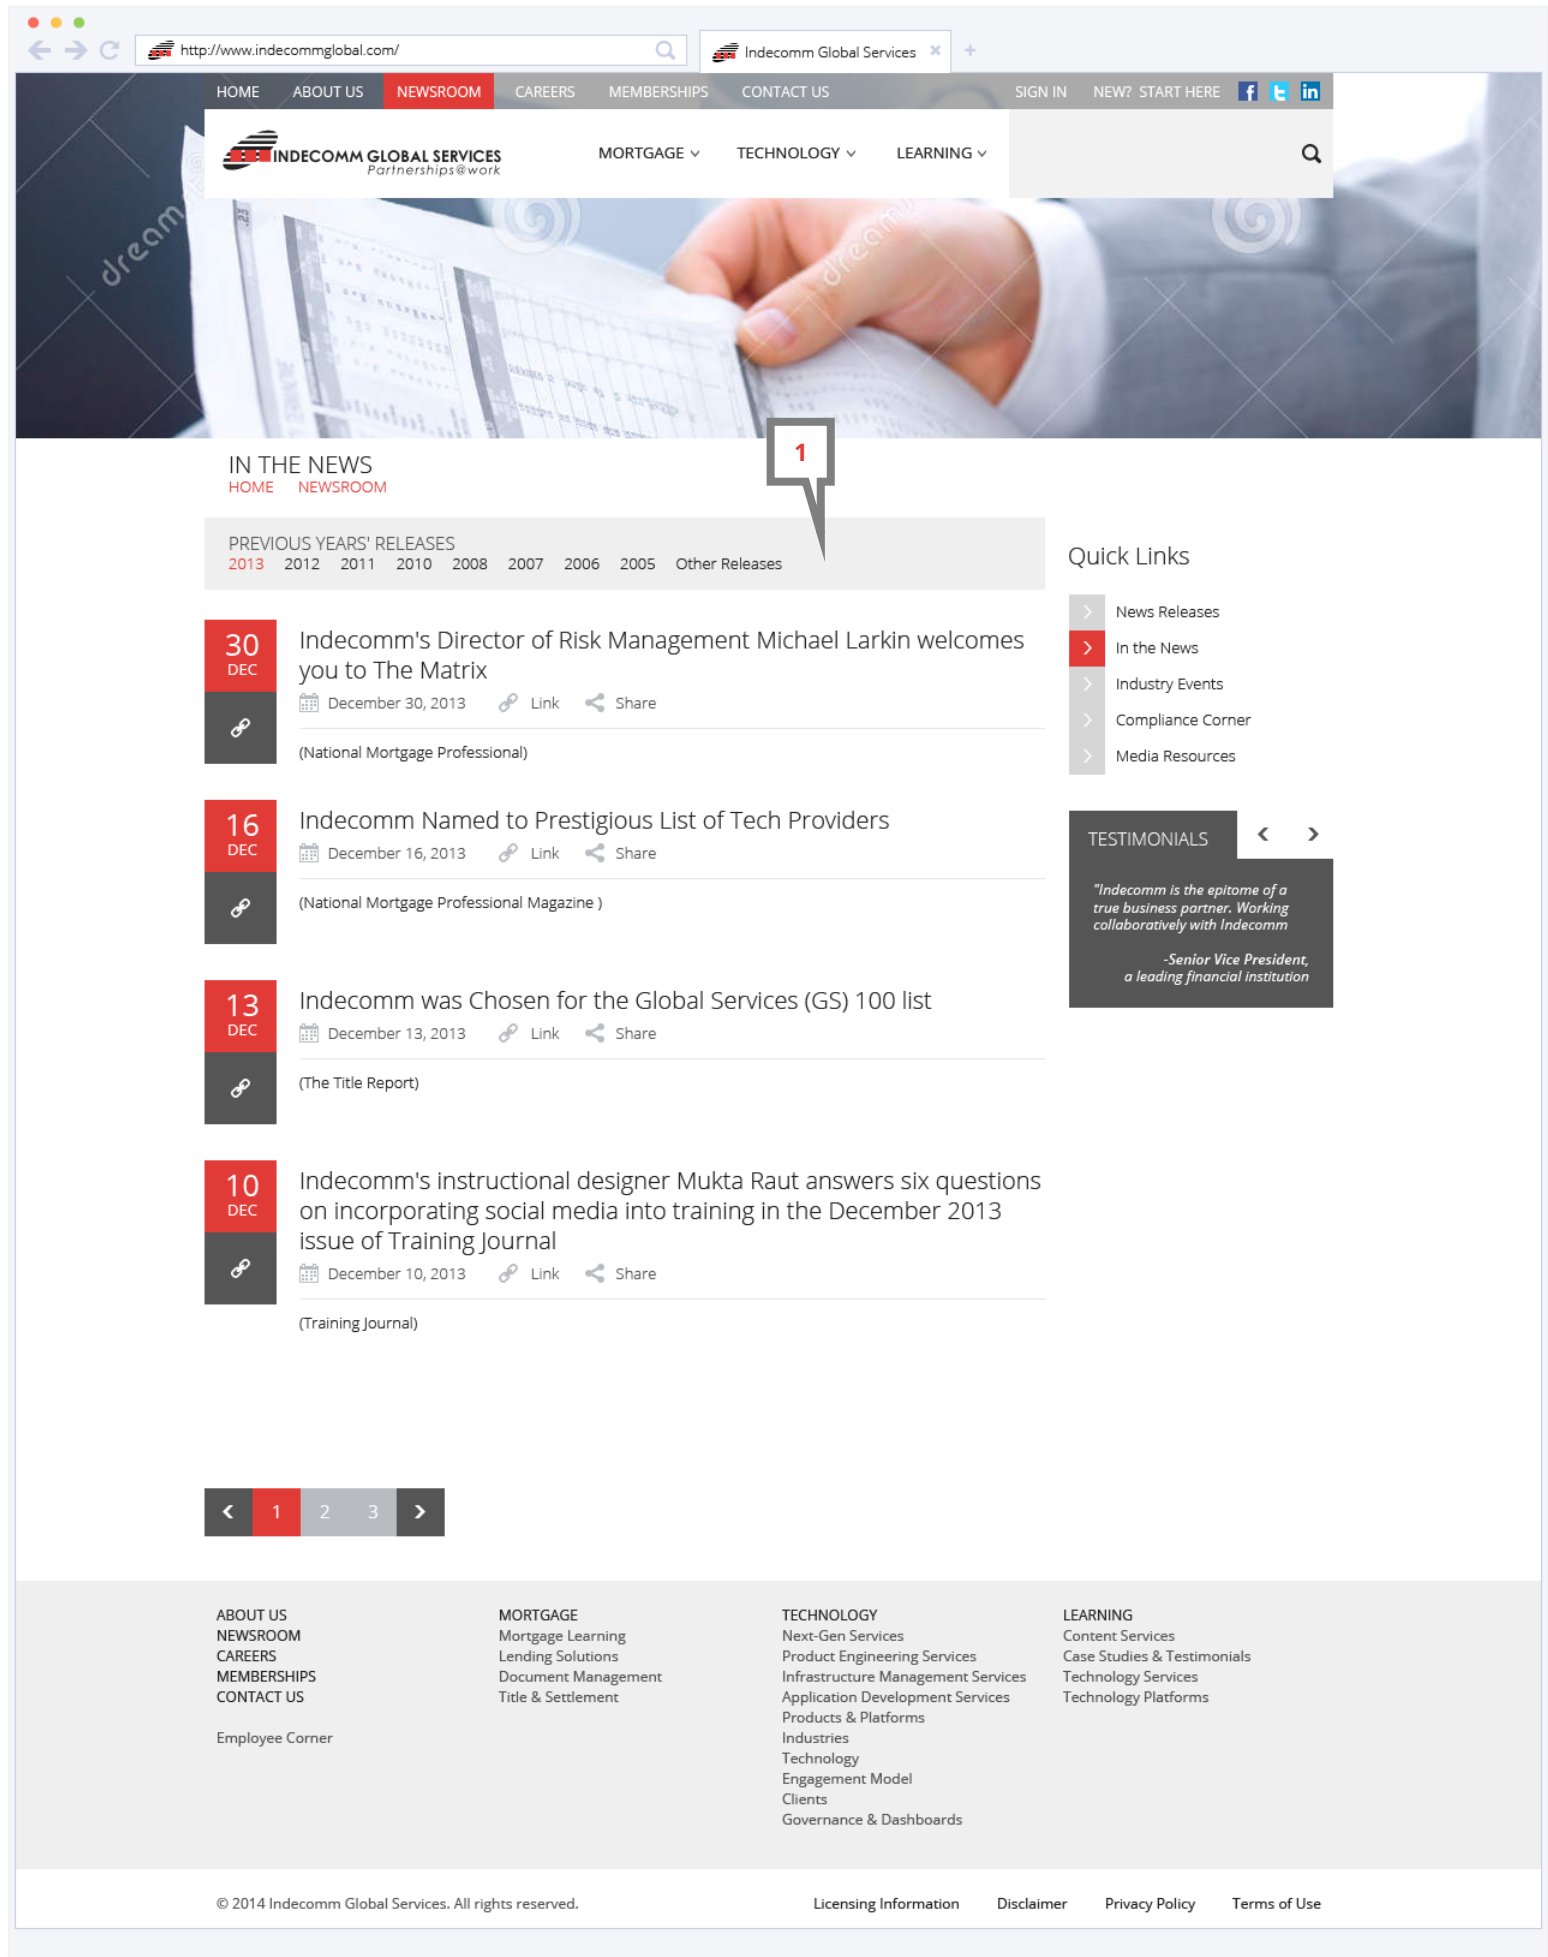 http://www.indecommglobal.com/
Indecomm Global Services
HOME ABOUT US NEWSROOM CAREERS MEMBERSHIPS CONTACT US SIGN IN NEW? START HERE f t in
INDECOMM GLOBAL SERVICES
Partnerships@work
MORTGAGE TECHNOLOGY LEARNING
dream
dream
1
IN THE NEWS
HOME NEWSROOM
PREVIOUS YEARS' RELEASES
2013 2012 2011 2010 2008 2007 2006 2005 Other Releases
30
DEC
Indecomm's Director of Risk Management Michael Larkin welcomes
you to The Matrix
December 30, 2013 Link Share
(National Mortgage Professional)
16
DEC
Indecomm Named to Prestigious List of Tech Providers
December 16, 2013 Link Share
(National Mortgage Professional Magazine )
13
DEC
Indecomm was Chosen for the Global Services (GS) 100 list
December 13, 2013 Link Share
(The Title Report)
10
DEC
Indecomm's instructional designer Mukta Raut answers six questions
on incorporating social media into training in the December 2013
issue of Training Journal
December 10, 2013 Link Share
(Training Journal)
1 2 3
Quick Links
News Releases
In the News
Industry Events
Compliance Corner
Media Resources
TESTIMONIALS
"Indecomm is the epitome of a
true business partner. Working
collaboratively with Indecomm
-Senior Vice President,
a leading financial institution
ABOUT US
NEWSROOM
CAREERS
MEMBERSHIPS
CONTACT US
Employee Corner
MORTGAGE
Mortgage Learning
Lending Solutions
Document Management
Title & Settlement
TECHNOLOGY
Next-Gen Services
Product Engineering Services
Infrastructure Management Services
Application Development Services
Products & Platforms
Industries
Technology
Engagement Model
Clients
Governance & Dashboards
LEARNING
Content Services
Case Studies & Testimonials
Technology Services
Technology Platforms
© 2014 Indecomm Global Services. All rights reserved.
Licensing Information Disclaimer Privacy Policy Terms of Use